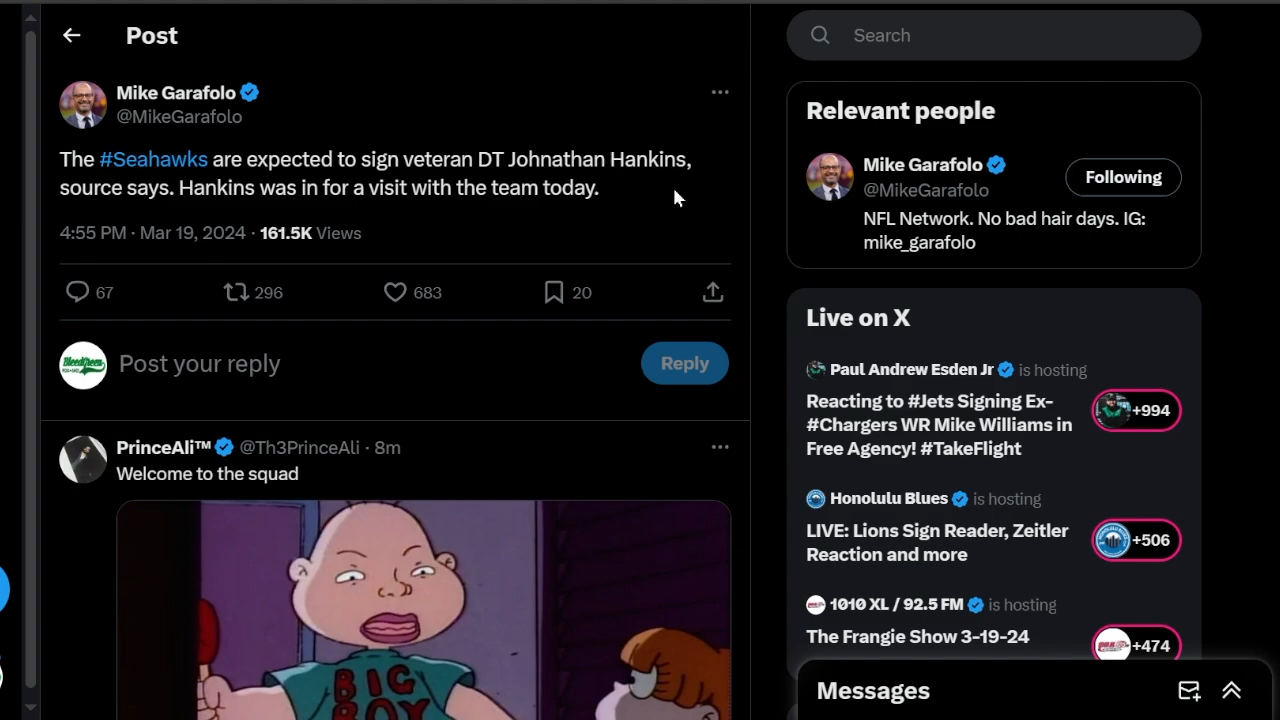 Post
Mike Garafolo
@MikeGarafolo
The #Seahawks are expected to sign veteran DT Johnathan Hankins,
source says. Hankins was in for a visit with the team today.
4:55 PM · Mar 19, 2024 · 161.5K Views
67 296 683 20
Post your reply
Reply
PrinceAli™ @Th3PrinceAli · 8m
Welcome to the squad
BIG
BOY
Search
Relevant people
Mike Garafolo
@MikeGarafolo
Following
NFL Network. No bad hair days. IG:
mike_garafolo
Live on X
Paul Andrew Esden Jr is hosting
Reacting to #Jets Signing Ex-
#Chargers WR Mike Williams in
Free Agency! #TakeFlight
+994
Honolulu Blues is hosting
LIVE: Lions Sign Reader, Zeitler
Reaction and more
+506
1010 XL / 92.5 FM is hosting
The Frangie Show 3-19-24
+474
Messages